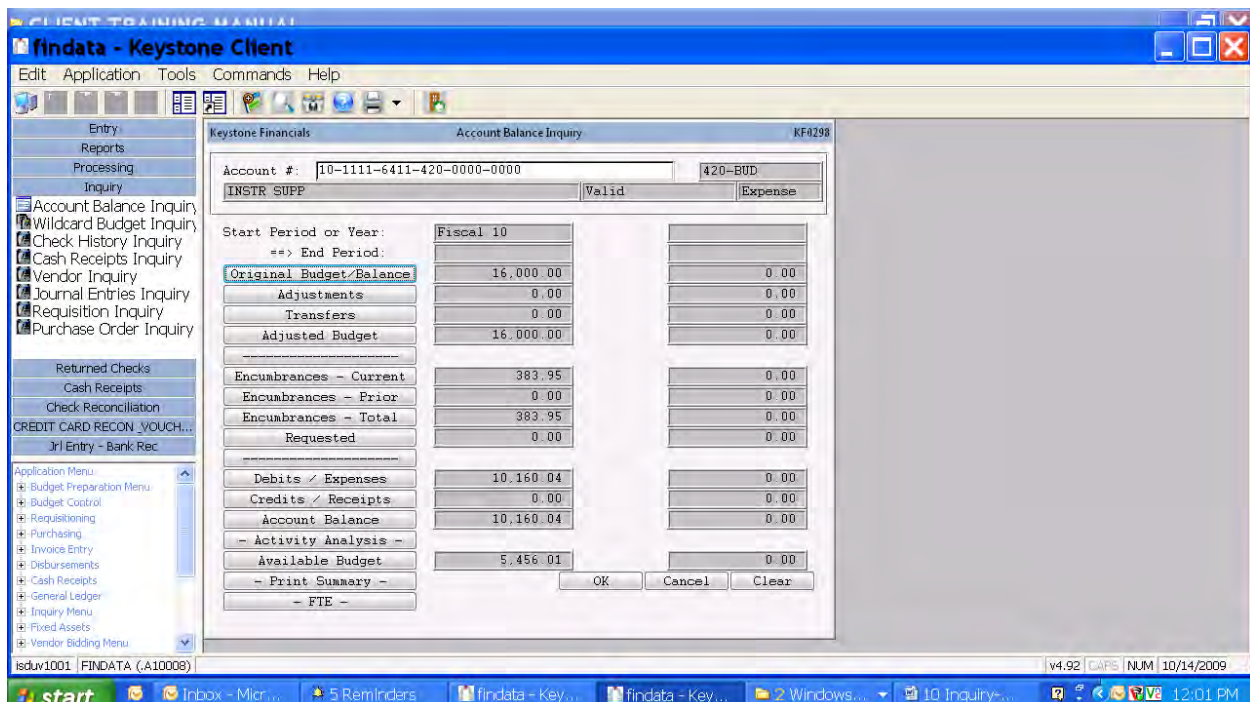 CLIENT TRAINING MANUAL
findata - Keystone Client
Edit Application Tools Commands Help
Entry
Reports
Processing
Inquiry
Account Balance Inquiry
Wildcard Budget Inquiry
Check History Inquiry
Cash Receipts Inquiry
Vendor Inquiry
Journal Entries Inquiry
Requisition Inquiry
Purchase Order Inquiry
Returned Checks
Cash Receipts
Check Reconciliation
CREDIT CARD RECON _VOUCH...
Jrl Entry - Bank Rec
Application Menu
Budget Preparation Menu
Budget Control
Requisitioning
Purchasing
Invoice Entry
Disbursements
Cash Receipts
General Ledger
Inquiry Menu
Fixed Assets
Vendor Bidding Menu
Keystone Financials Account Balance Inquiry KF0298
Account #: 10-1111-6411-420-0000-0000 420-BUD
INSTR SUPP Valid Expense
Start Period or Year: Fiscal 10
==> End Period:
Original Budget/Balance 16,000.00 0.00
Adjustments 0.00 0.00
Transfers 0.00 0.00
Adjusted Budget 16,000.00 0.00
--------------------
Encumbrances - Current 383.95 0.00
Encumbrances - Prior 0.00 0.00
Encumbrances - Total 383.95 0.00
Requested 0.00 0.00
--------------------
Debits / Expenses 10,160.04 0.00
Credits / Receipts 0.00 0.00
Account Balance 10,160.04 0.00
- Activity Analysis -
Available Budget 5,456.01 0.00
- Print Summary - OK Cancel Clear
- FTE -
isduv1001 FINDATA (.A10008) v4.92 CAPS NUM 10/14/2009
start Inbox - Micr... 5 Reminders findata - Key... findata - Key... 2 Windows... 10 Inquiry-... 12:01 PM